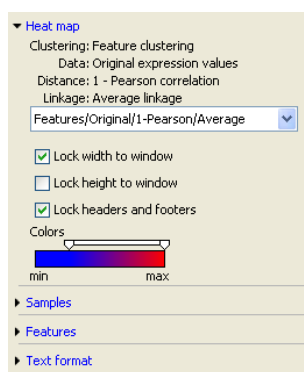 Heat map
Clustering: Feature clustering
Data: Original expression values
Distance: 1 - Pearson correlation
Linkage: Average linkage
Features/Original/1-Pearson/Average
Lock width to window
Lock height to window
Lock headers and footers
Colors
min max
Samples
Features
Text format